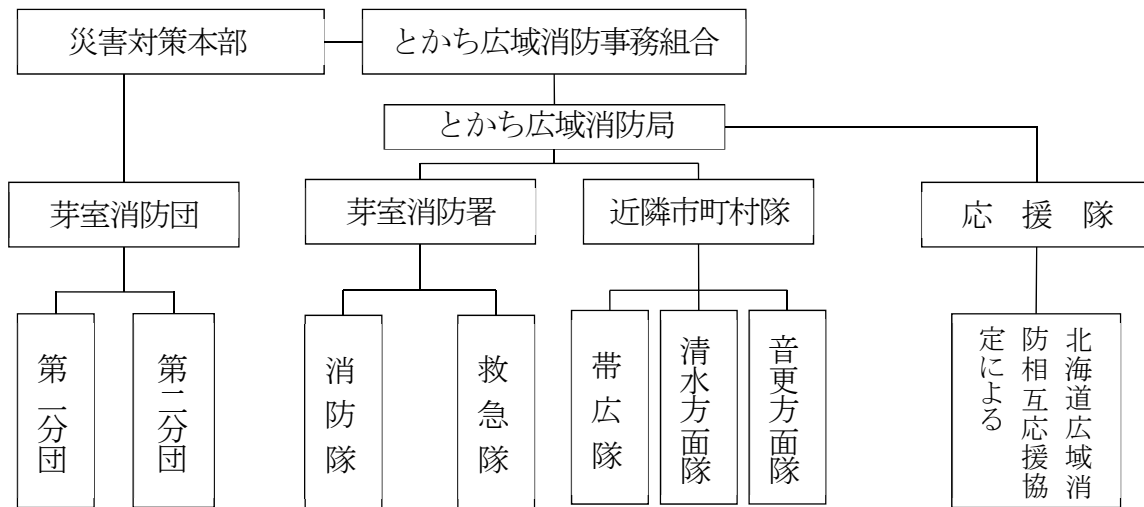 災害対策本部
とかち広域消防事務組合
とかち広域消防局
芽室消防団
芽室消防署
近隣市町村隊
応援隊
第一分団
第二分団
消防隊
救急隊
帯広隊
清水方面隊
音更方面隊
北海道広域消
防相互応援協
定による